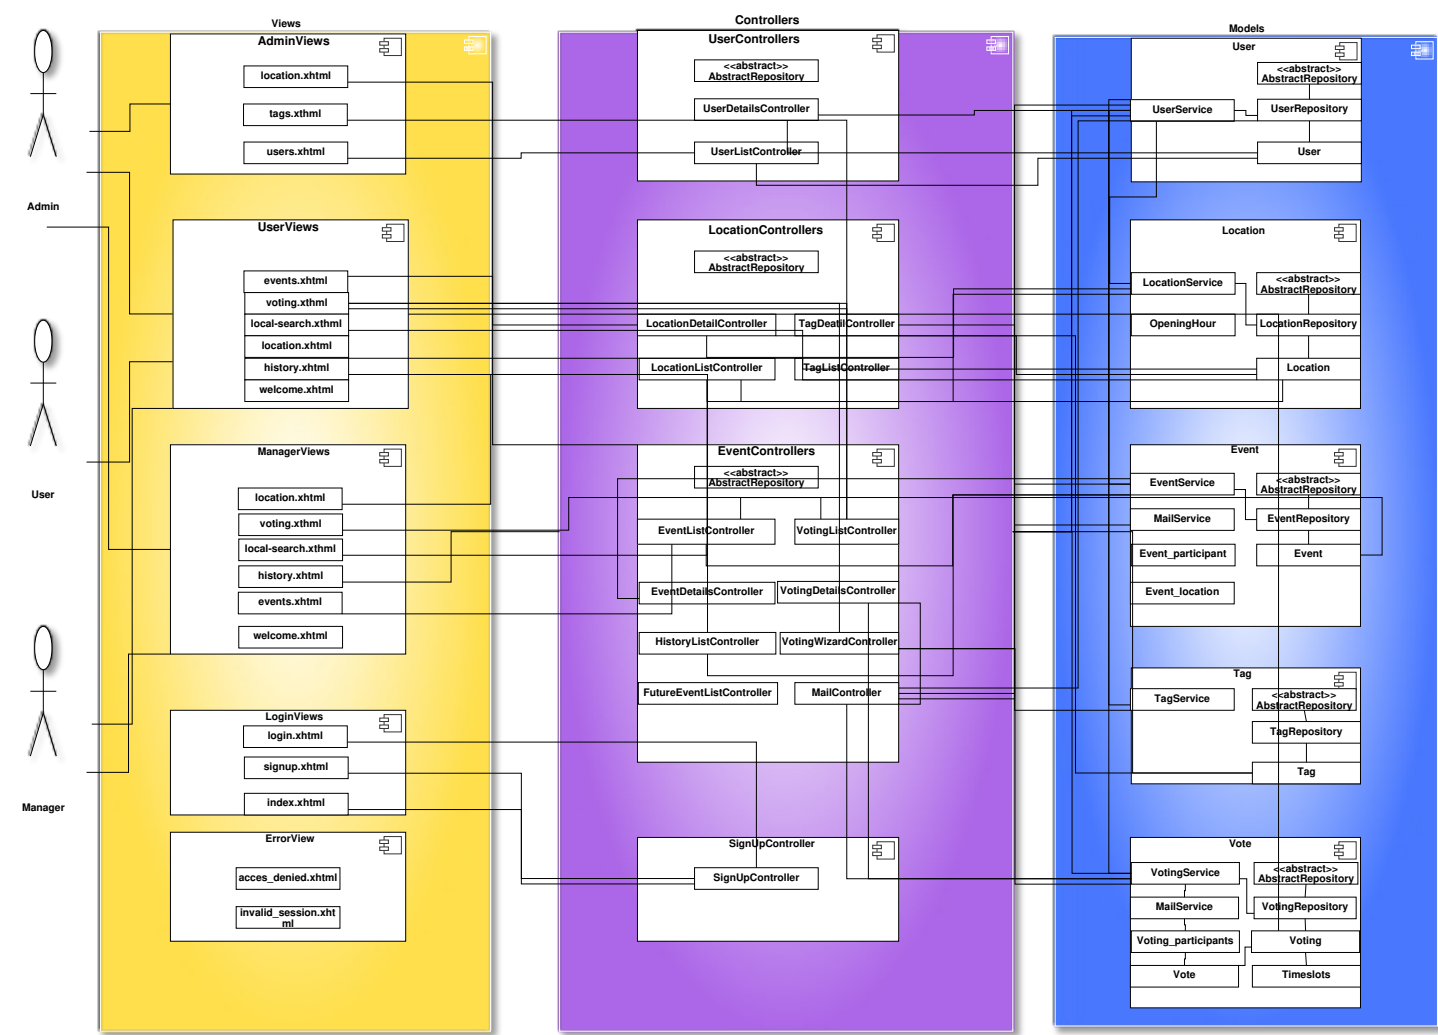 Views
Controllers
Models
Admin
User
Manager
AdminViews
location.xhtml
tags.xthml
users.xhtml
UserViews
events.xhtml
voting.xthml
local-search.xthml
location.xhtml
history.xhtml
welcome.xhtml
ManagerViews
location.xhtml
voting.xthml
local-search.xthml
history.xhtml
events.xhtml
welcome.xhtml
LoginViews
login.xhtml
signup.xhtml
index.xhtml
ErrorView
acces_denied.xhtml
invalid_session.xht
ml
UserControllers
<<abstract>>
AbstractRepository
UserDetailsController
UserListController
LocationControllers
<<abstract>>
AbstractRepository
LocationDetailController
TagDeatilController
LocationListController
TagListController
EventControllers
<<abstract>>
AbstractRepository
EventListController
VotingListController
EventDetailsController
VotingDetailsController
HistoryListController
VotingWizardController
FutureEventListController
MailController
SignUpController
SignUpController
User
<<abstract>>
AbstractRepository
UserService
UserRepository
User
Location
LocationService
<<abstract>>
AbstractRepository
OpeningHour
LocationRepository
Location
Event
EventService
<<abstract>>
AbstractRepository
MailService
EventRepository
Event_participant
Event
Event_location
Tag
TagService
<<abstract>>
AbstractRepository
TagRepository
Tag
Vote
VotingService
<<abstract>>
AbstractRepository
MailService
VotingRepository
Voting_participants
Voting
Vote
Timeslots